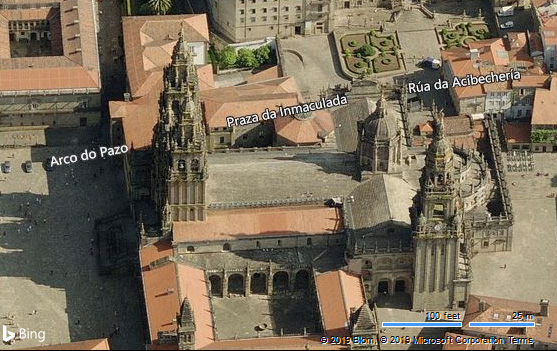 Rúa da Acibechería
Praza da Inmaculada
Arco do Pazo
100 feet 25 m
Bing
© 2019 Blom, © 2019 Microsoft Corporation Terms